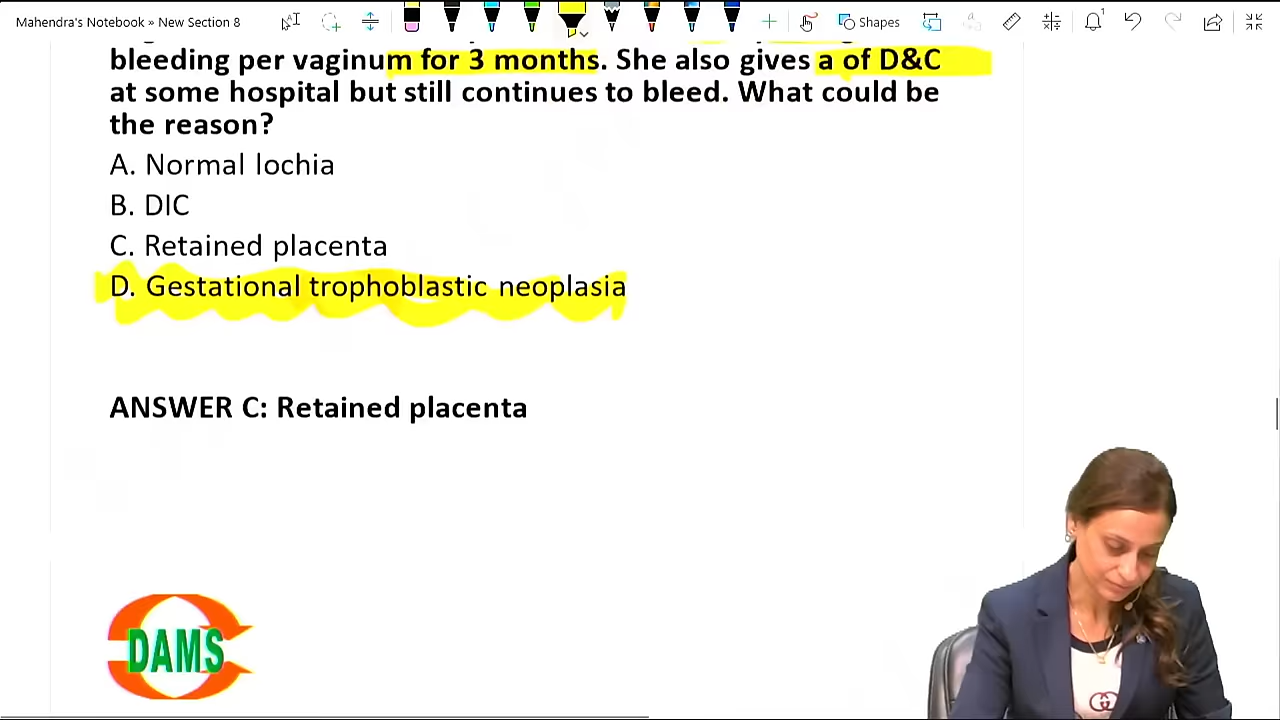 Mahendra's Notebook » New Section 8
Shapes
bleeding per vaginum for 3 months. She also gives a of D&C
at some hospital but still continues to bleed. What could be
the reason?
A. Normal lochia
B. DIC
C. Retained placenta
D. Gestational trophoblastic neoplasia
ANSWER C: Retained placenta
DAMS